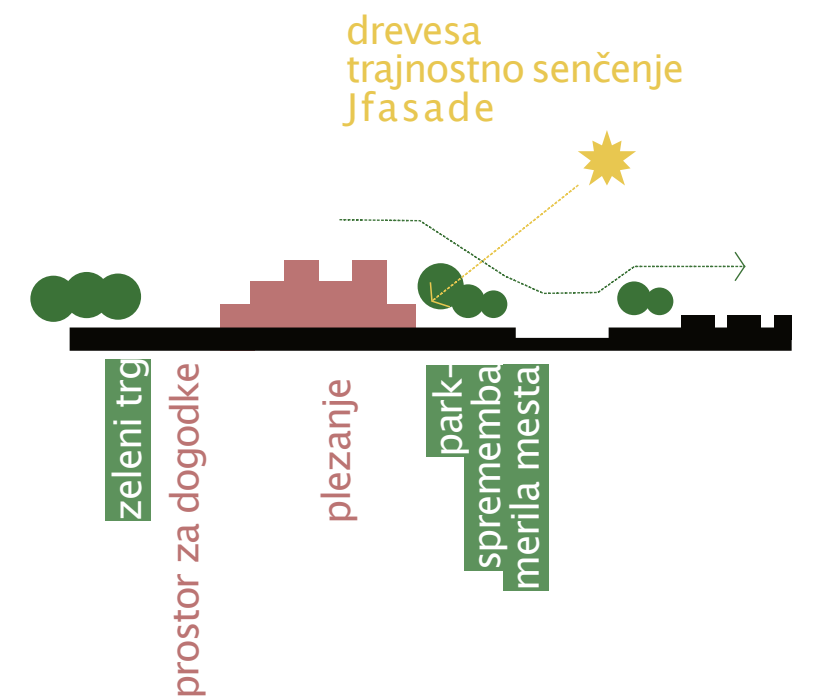 drevesa
trajnostno senčenje
Jfasade
zeleni trg
prostor za dogodke
plezanje
park-
sprememba
merila mesta